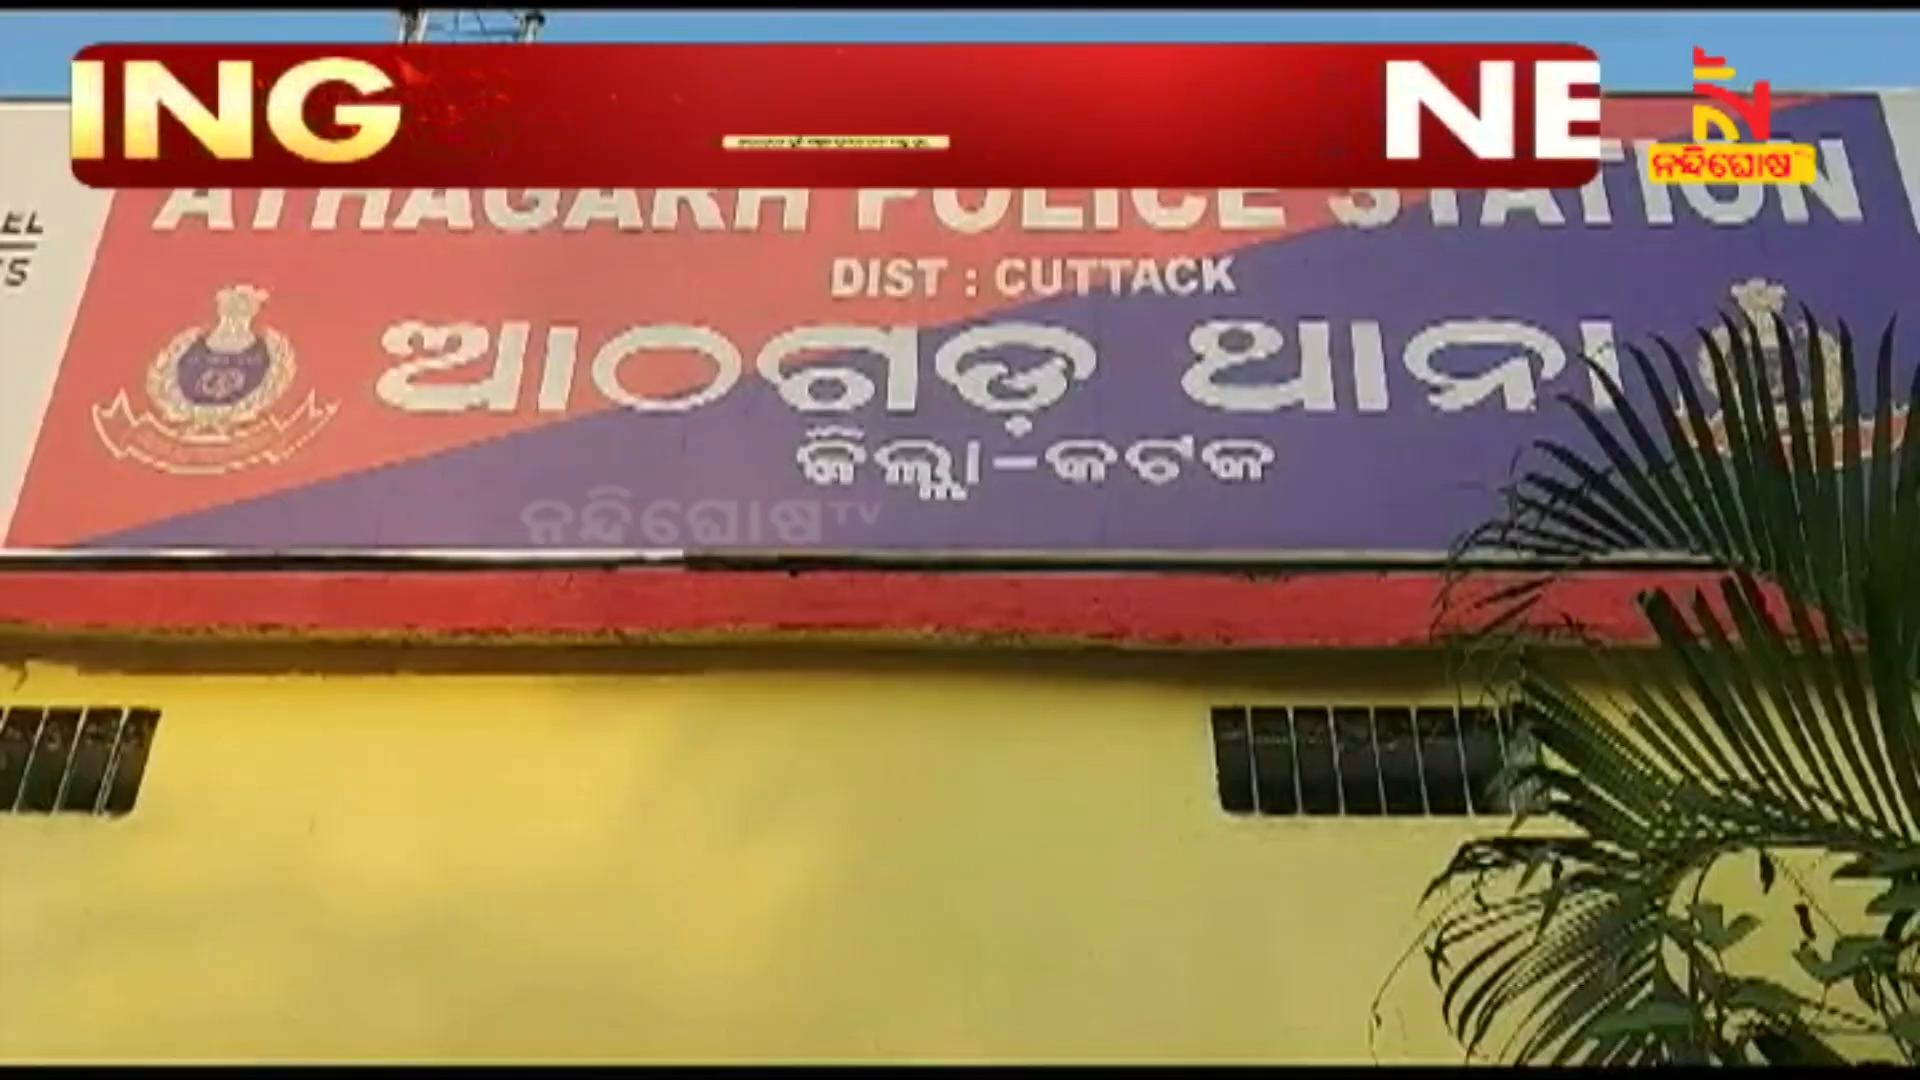 ING NE
ନନ୍ଦିଘୋଷ
ATHAGARH POLICE STATION
DIST : CUTTACK
ଆଠଗଡ଼ ଥାନା
ଜିଲ୍ଲା-କଟକ
ନନ୍ଦିଘୋଷTV